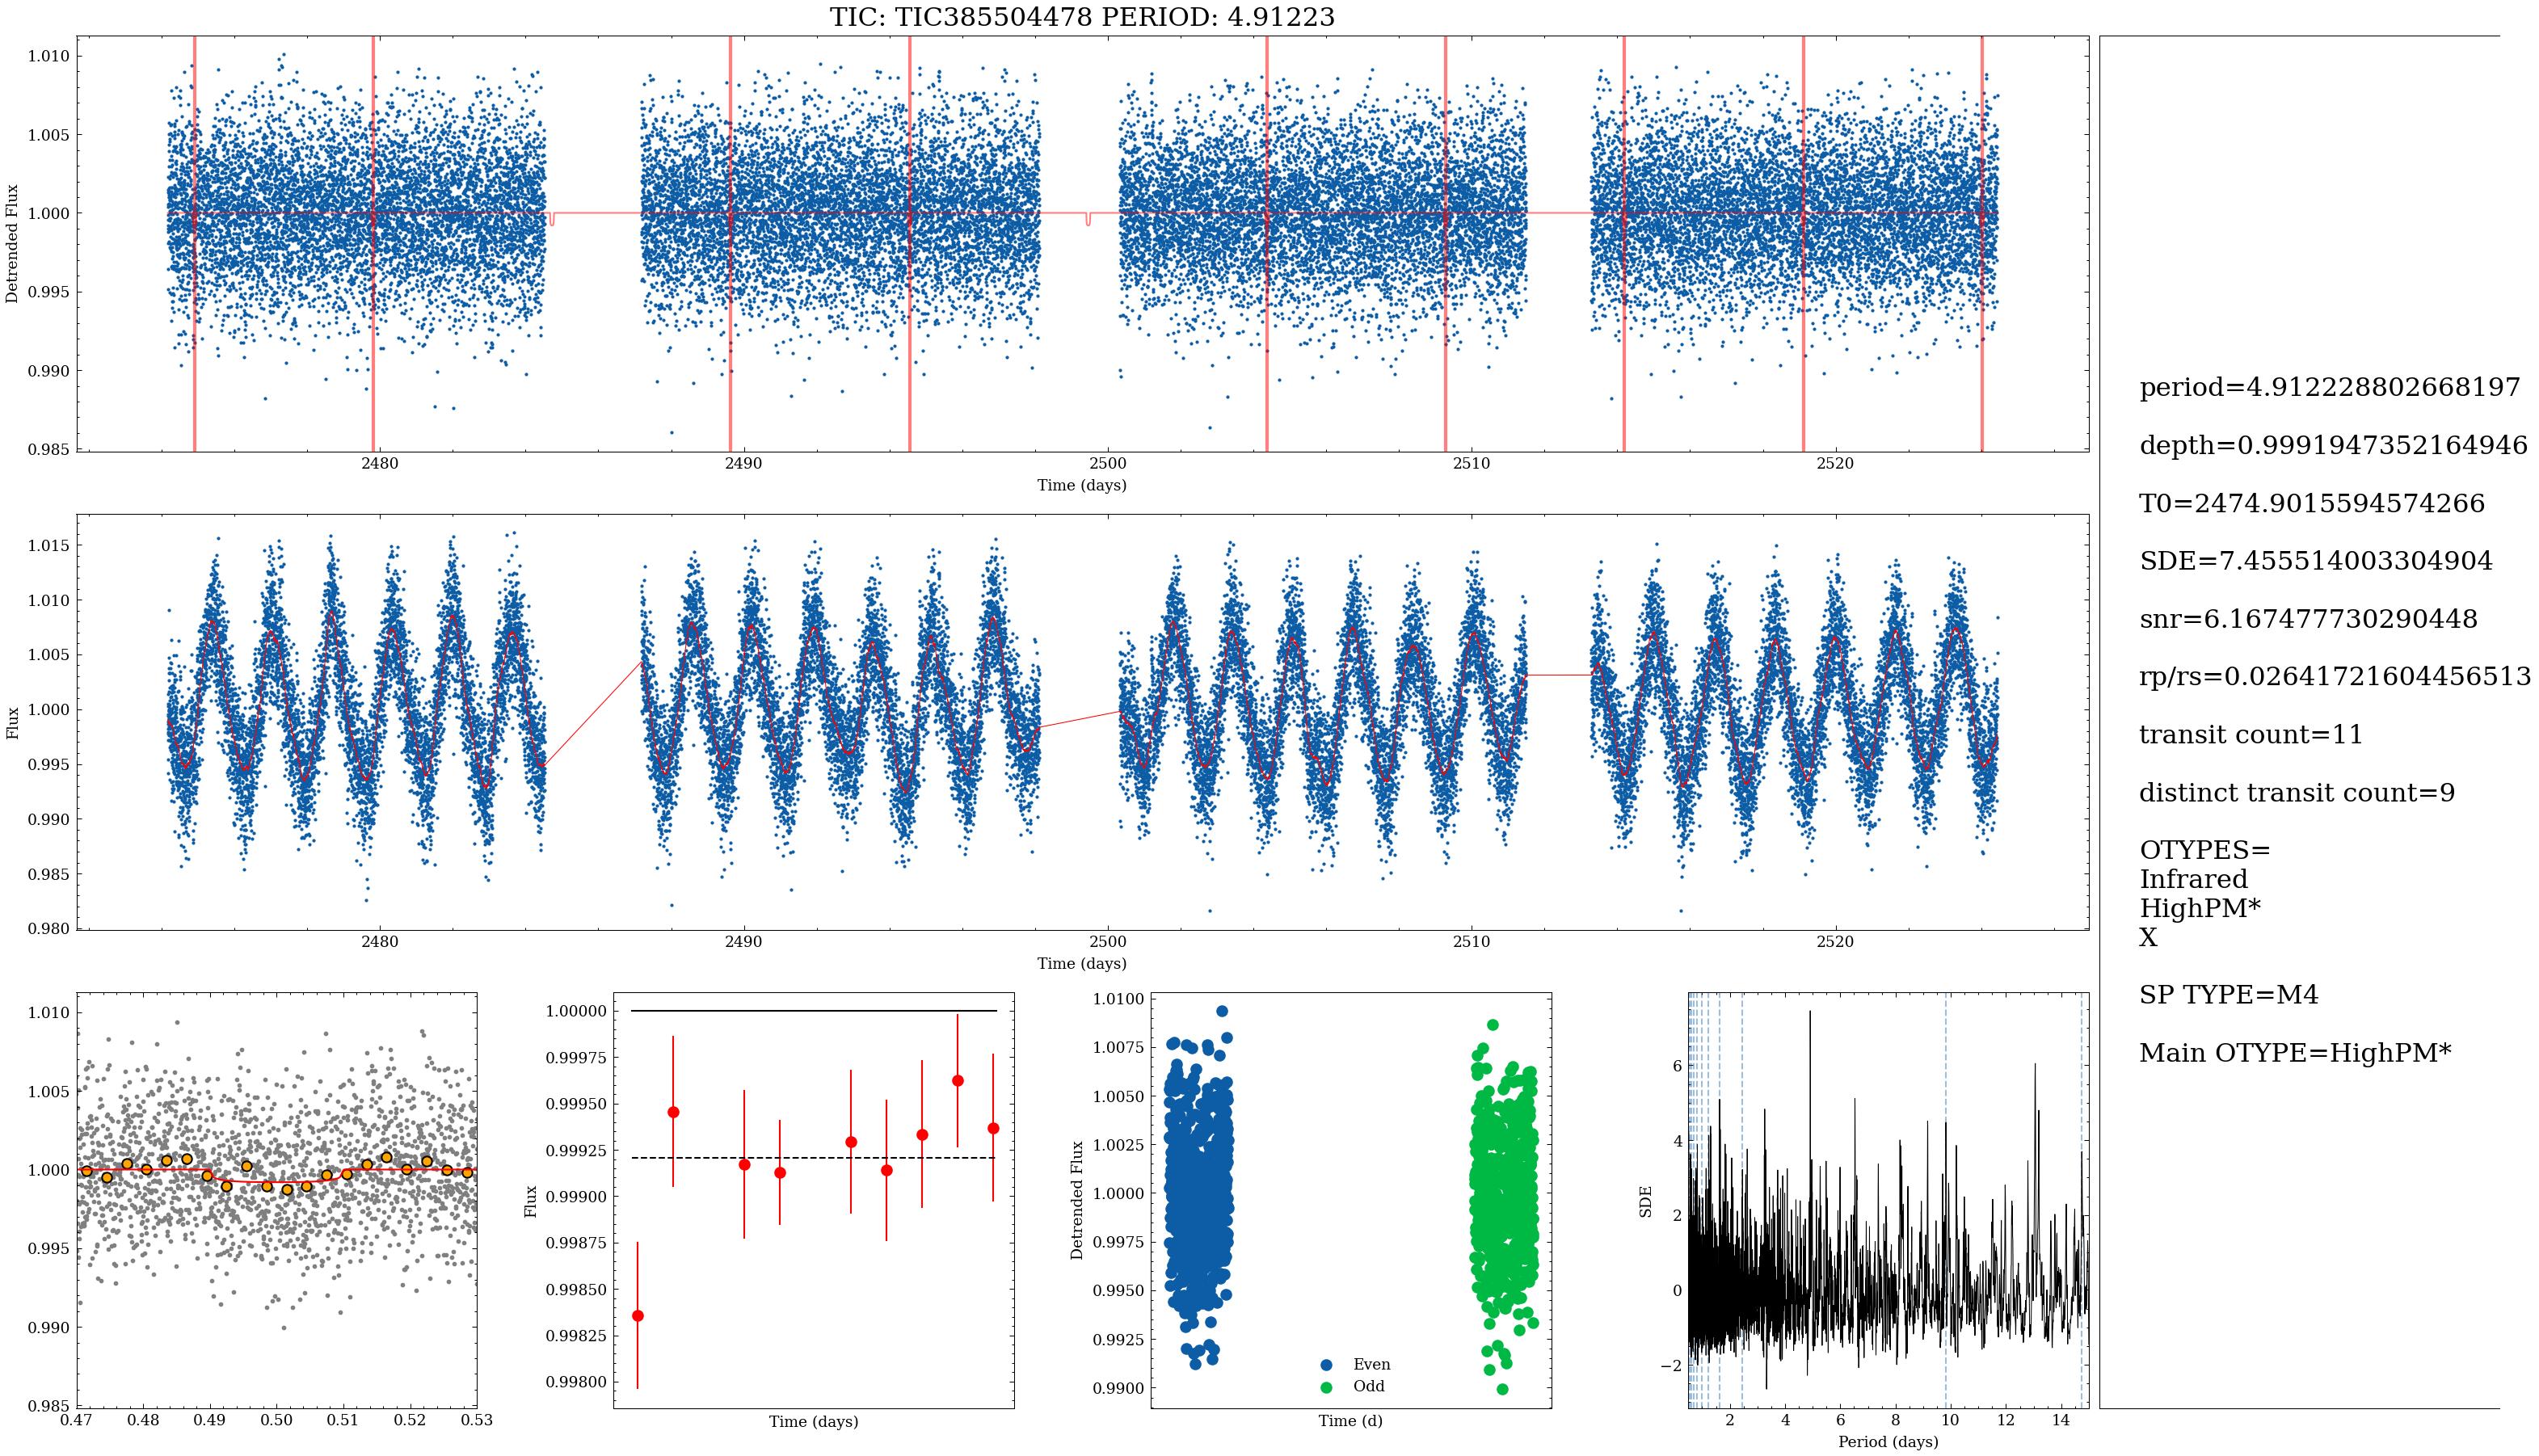 TIC: TIC385504478 PERIOD: 4.91223
1.010
1.005
1.000
0.995
0.990
0.985
Detrended Flux
2480
2490
2500
2510
2520
Time (days)
1.015
1.010
1.005
1.000
0.995
0.990
0.985
0.980
Flux
2480
2490
2500
2510
2520
Time (days)
1.010
1.005
1.000
0.995
0.990
0.985
0.47
0.48
0.49
0.50
0.51
0.52
0.53
1.00000
0.99975
0.99950
0.99925
0.99900
0.99875
0.99850
0.99825
0.99800
Flux
Time (days)
1.0100
1.0075
1.0050
1.0025
1.0000
0.9975
0.9950
0.9925
0.9900
Detrended Flux
Even
Odd
Time (d)
6
4
2
0
−2
SDE
2
4
6
8
10
12
14
Period (days)
period=4.912228802668197
depth=0.9991947352164946
T0=2474.9015594574266
SDE=7.455514003304904
snr=6.167477730290448
rp/rs=0.02641721604456513
transit count=11
distinct transit count=9
OTYPES=
Infrared
HighPM*
X
SP TYPE=M4
Main OTYPE=HighPM*